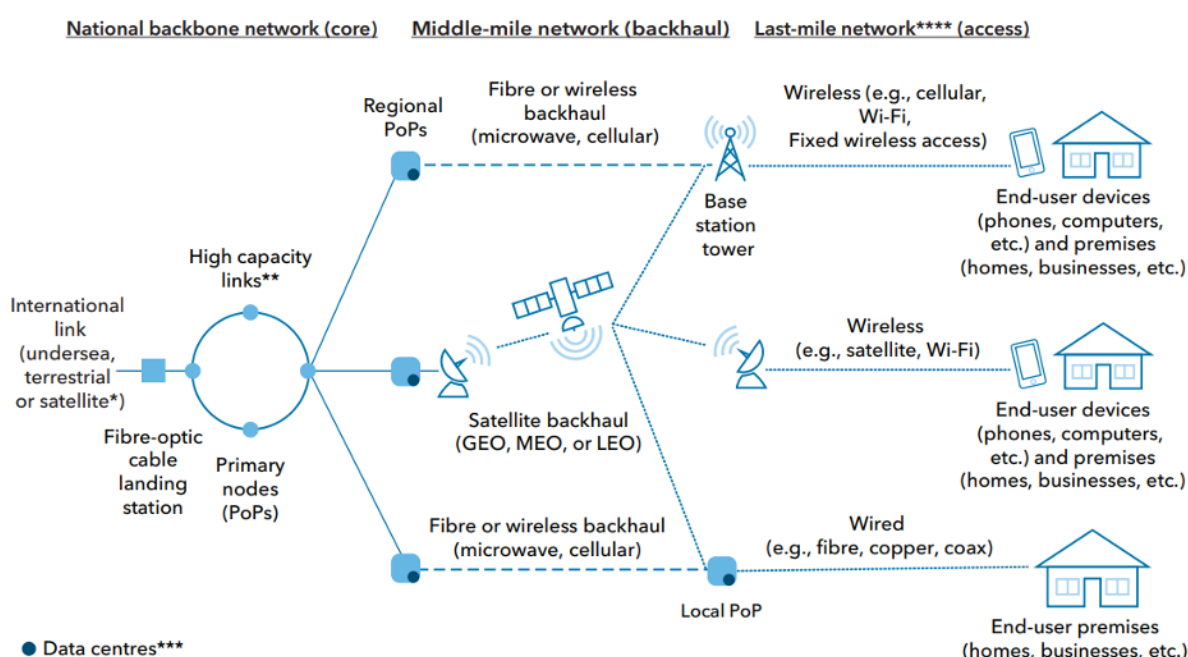 National backbone network (core)
Middle-mile network (backhaul)
Last-mile network**** (access)
Regional
PoPs
Fibre or wireless
backhaul
(microwave, cellular)
Wireless (e.g., cellular,
Wi-Fi,
Fixed wireless access)
Base
station
tower
End-user devices
(phones, computers,
etc.) and premises
(homes, businesses, etc.)
High capacity
links**
International
link
(undersea,
terrestrial
or satellite*)
Fibre-optic
cable
landing
station
Primary
nodes
(PoPs)
Satellite backhaul
(GEO, MEO, or LEO)
Wireless
(e.g., satellite, Wi-Fi)
End-user devices
(phones, computers,
etc.) and premises
(homes, businesses, etc.)
Fibre or wireless backhaul
(microwave, cellular)
Wired
(e.g., fibre, copper, coax)
Local PoP
End-user premises
(homes, businesses, etc.)
Data centres***